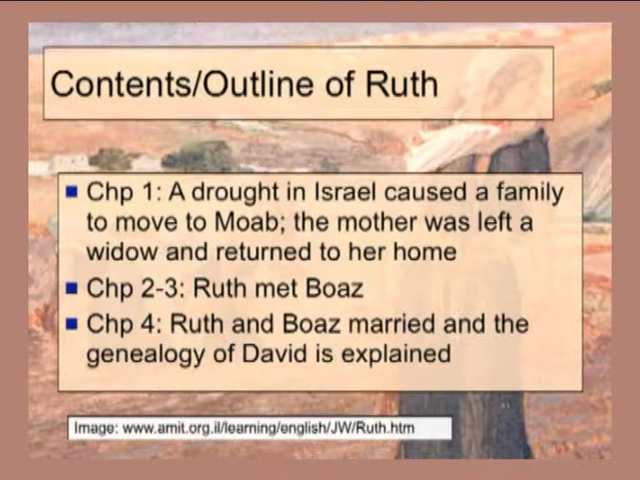 Contents/Outline of Ruth
Chp 1: A drought in Israel caused a family
to move to Moab; the mother was left a
widow and returned to her home
Chp 2-3: Ruth met Boaz
Chp 4: Ruth and Boaz married and the
genealogy of David is explained
Image: www.amit.org.il/learning/english/JW/Ruth.htm